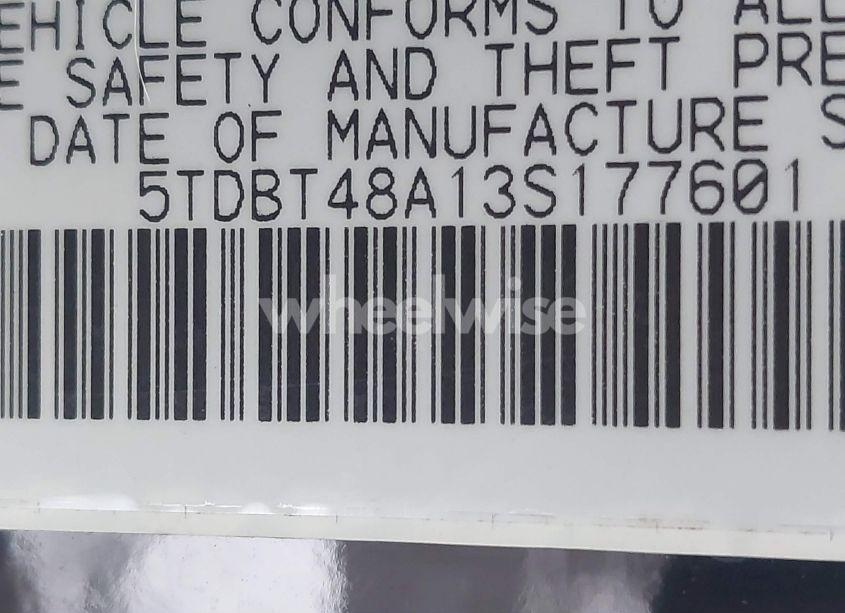 EHICLE CONFORMS TO ALL
E SAFETY AND THEFT PRE
DATE OF MANUFACTURE S
5TDBT48A13S177601
wheelwise